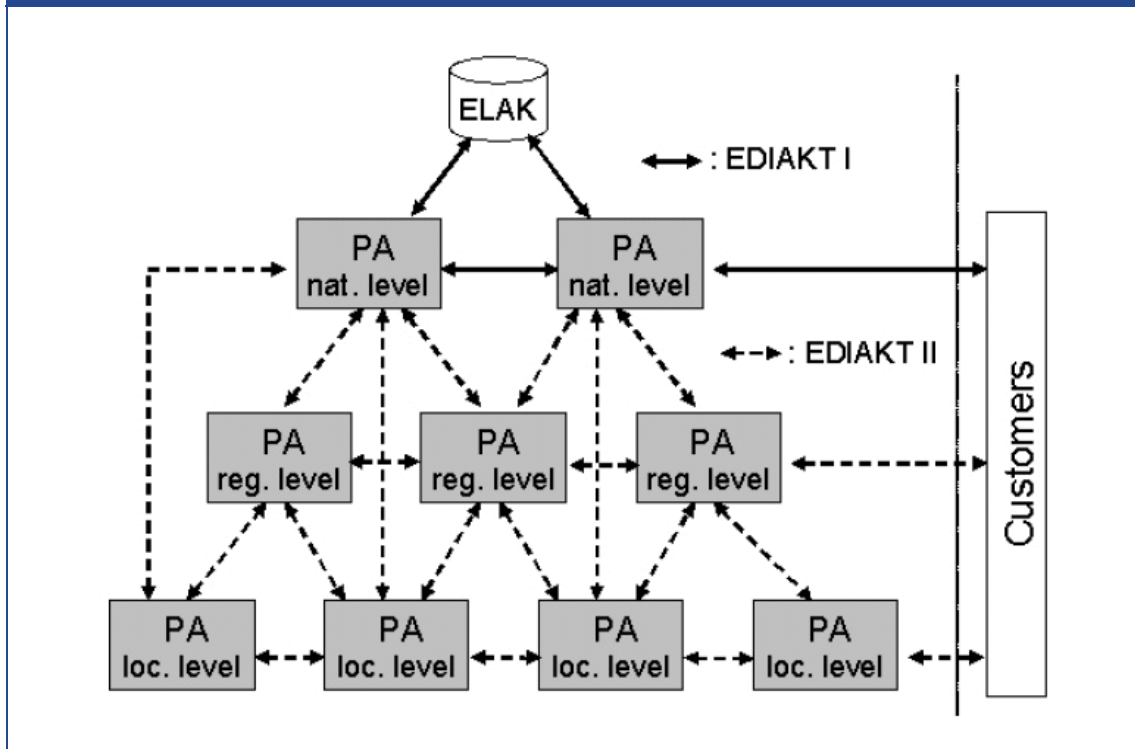 ELAK
: EDIAKT I
PA
nat. level
PA
nat. level
: EDIAKT II
PA
reg. level
PA
reg. level
PA
reg. level
Customers
PA
loc. level
PA
loc. level
PA
loc. level
PA
loc. level